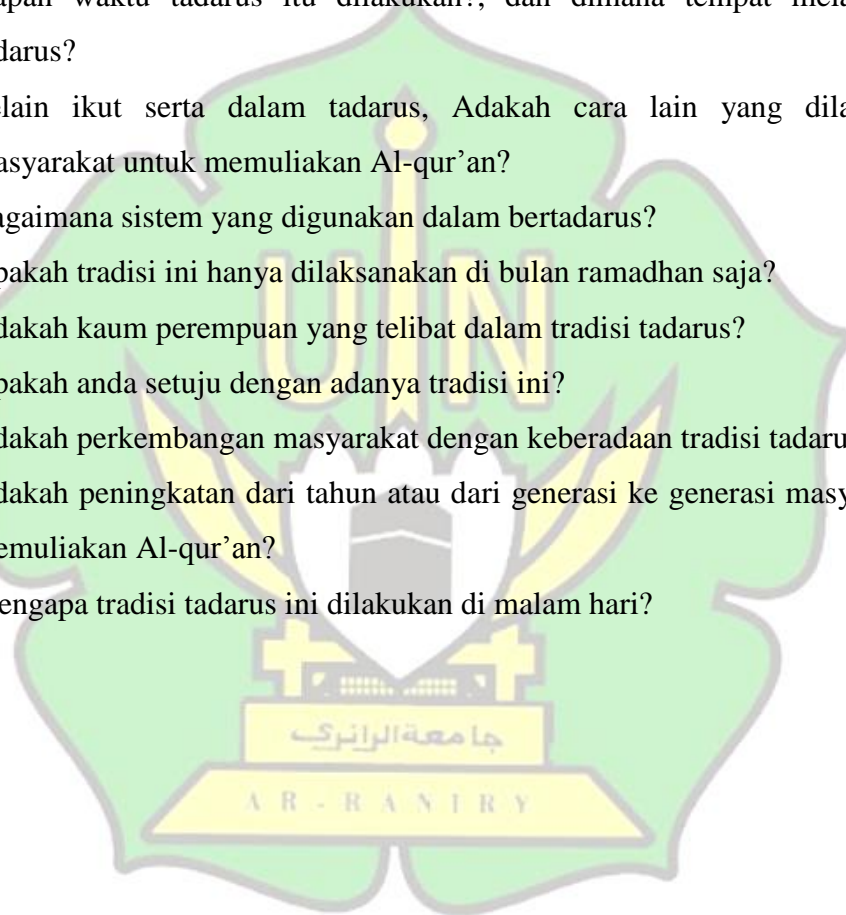 apan waktu tadarus itu dilakukan?, dan dimana tempat mela
darus?
elain ikut serta dalam tadarus, Adakah cara lain yang dila
asyarakat untuk memuliakan Al-qur’an?
agaimana sistem yang digunakan dalam bertadarus?
pakah tradisi ini hanya dilaksanakan di bulan ramadhan saja?
dakah kaum perempuan yang telibat dalam tradisi tadarus?
pakah anda setuju dengan adanya tradisi ini?
dakah perkembangan masyarakat dengan keberadaan tradisi tadaru
dakah peningkatan dari tahun atau dari generasi ke generasi masy
emuliakan Al-qur’an?
engapa tradisi tadarus ini dilakukan di malam hari?
UIN
جامعةالرانري
AR-RANIRY